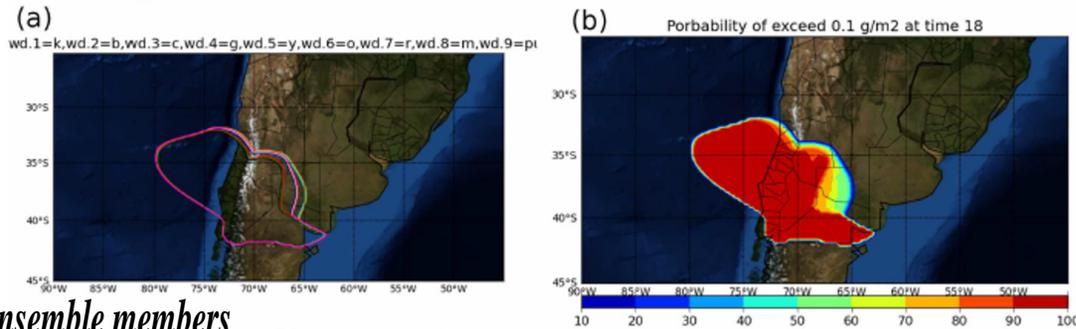 (a)
wd.1=k,wd.2=b,wd.3=c,wd.4=g,wd.5=y,wd.6=o,wd.7=r,wd.8=m,wd.9=pu
30°S
35°S
40°S
45°S
90°W 85°W 80°W 75°W 70°W 65°W 60°W 55°W 50°W
nsemble members
(b)
Porbability of exceed 0.1 g/m2 at time 18
30°S
35°S
40°S
45°S
90°W 85°W 80°W 75°W 70°W 65°W 60°W 55°W 50°W
10 20 30 40 50 60 70 80 90 100